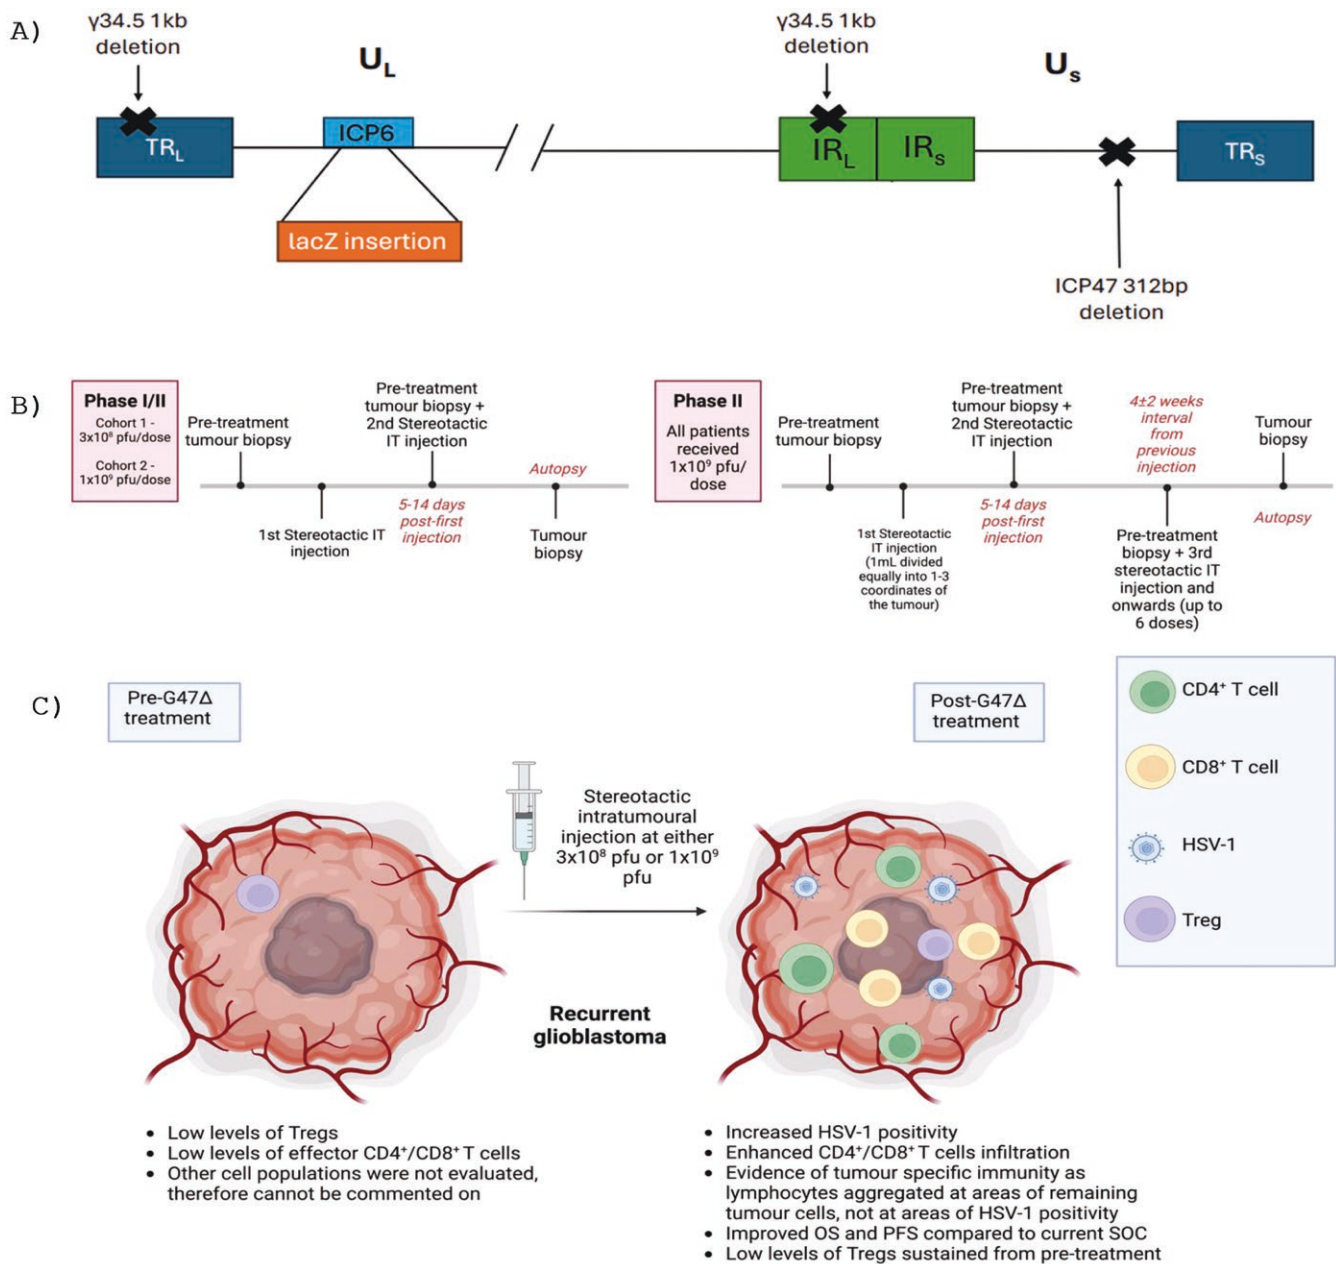 A)
γ34.5 1kb
deletion
U_L
γ34.5 1kb
deletion
U_s
TR_L
ICP6
IR_L
IR_s
TR_S
lacZ insertion
ICP47 312bp
deletion
B)
Phase I/II
Cohort 1 -
3x10⁸ pfu/dose
Cohort 2 -
1x10⁹ pfu/dose
Pre-treatment
tumour biopsy
Pre-treatment
tumour biopsy +
2nd Stereotactic
IT injection
Autopsy
1st Stereotactic IT
injection
5-14 days
post-first
injection
Tumour
biopsy
Phase II
All patients
received
1x10⁹ pfu/
dose
Pre-treatment
tumour biopsy
Pre-treatment
tumour biopsy +
2nd Stereotactic
IT injection
4±2 weeks
interval
from
previous
injection
Tumour
biopsy
1st Stereotactic
IT injection
(1mL divided
equally into 1-3
coordinates of
the tumour)
5-14 days
post-first
injection
Pre-treatment
biopsy + 3rd
stereotactic IT
injection and
onwards (up to
6 doses)
Autopsy
C)
Pre-G47Δ
treatment
Post-G47Δ
treatment
CD4⁺ T cell
CD8⁺ T cell
HSV-1
Treg
Stereotactic
intratumoural
injection at either
3x10⁸ pfu or 1x10⁹
pfu
Recurrent
glioblastoma
• Low levels of Tregs
• Low levels of effector CD4⁺/CD8⁺ T cells
• Other cell populations were not evaluated,
therefore cannot be commented on
• Increased HSV-1 positivity
• Enhanced CD4⁺/CD8⁺ T cells infiltration
• Evidence of tumour specific immunity as
lymphocytes aggregated at areas of remaining
tumour cells, not at areas of HSV-1 positivity
• Improved OS and PFS compared to current SOC
• Low levels of Tregs sustained from pre-treatment